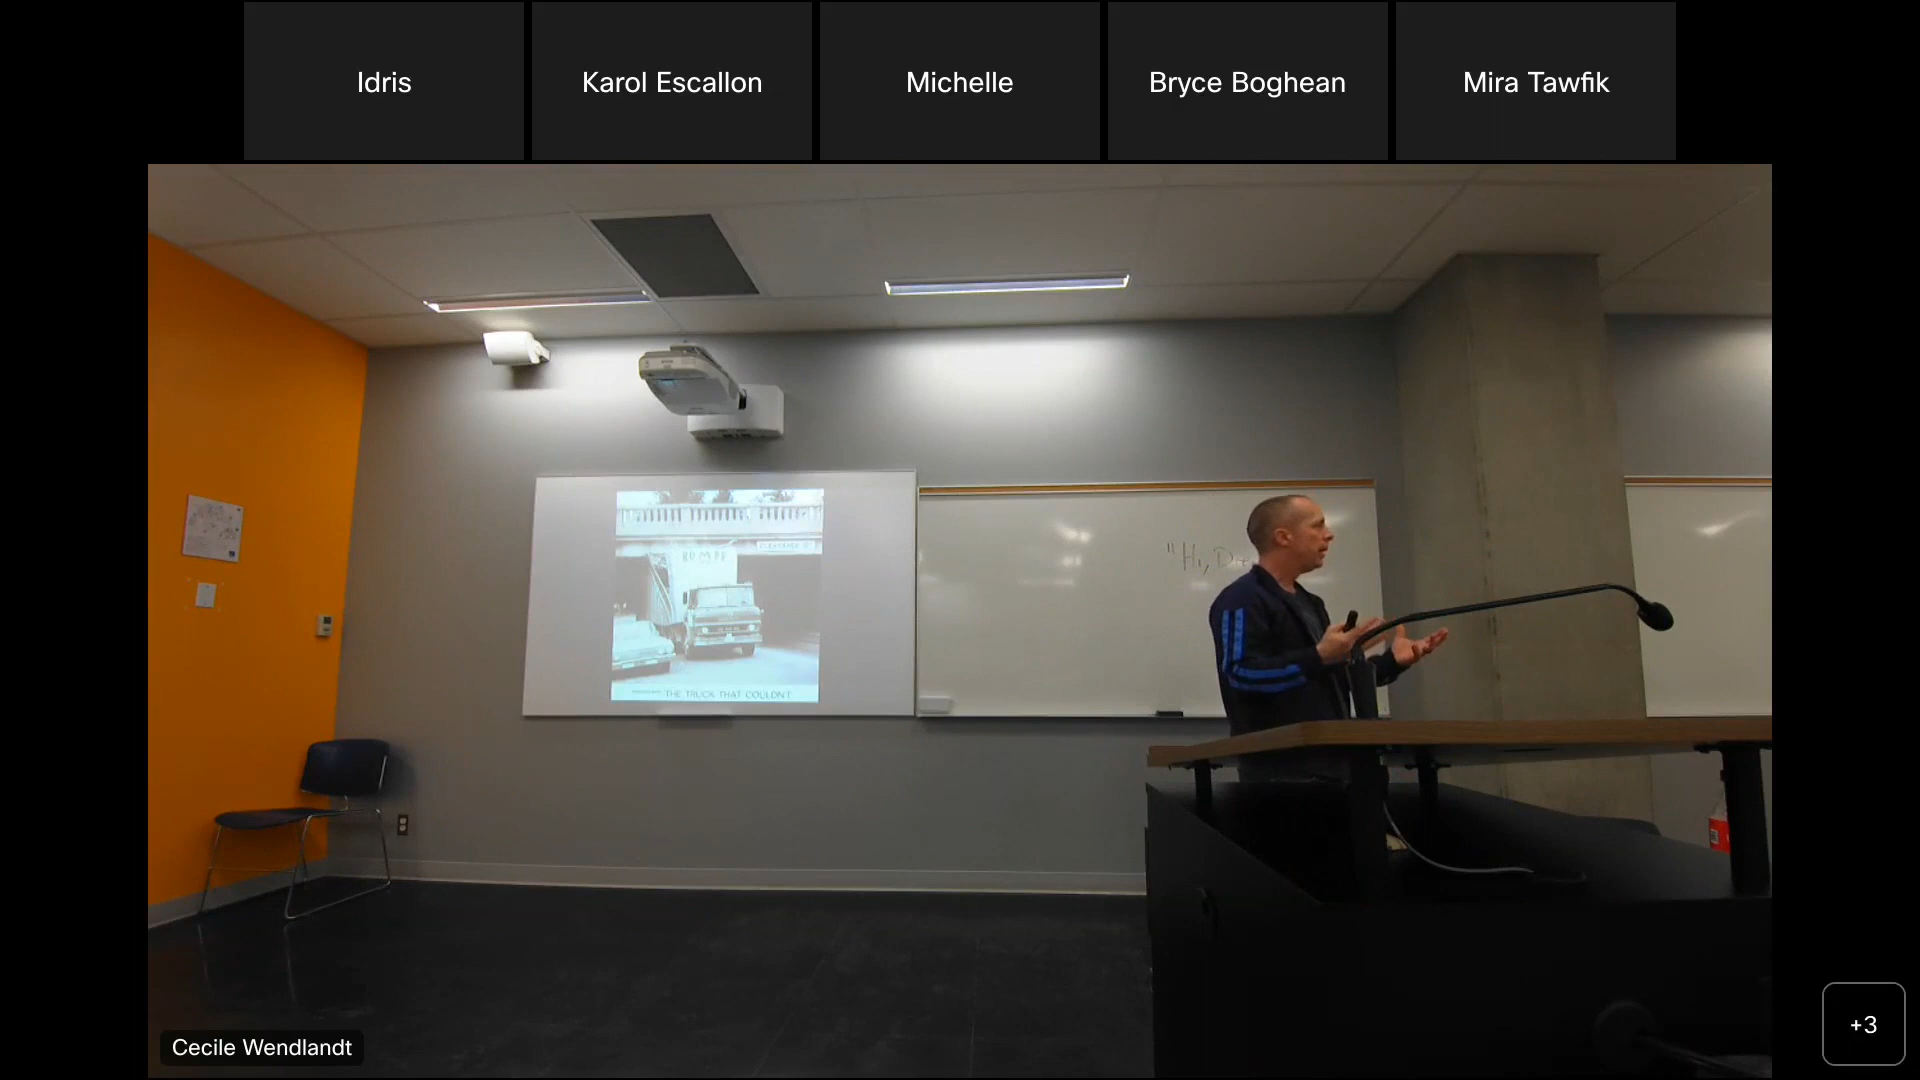 Idris
Karol Escallon
Michelle
Bryce Boghean
Mira Tawfik
"Hi, D
THE TRUCK THAT COULDN'T
Cecile Wendlandt
+3